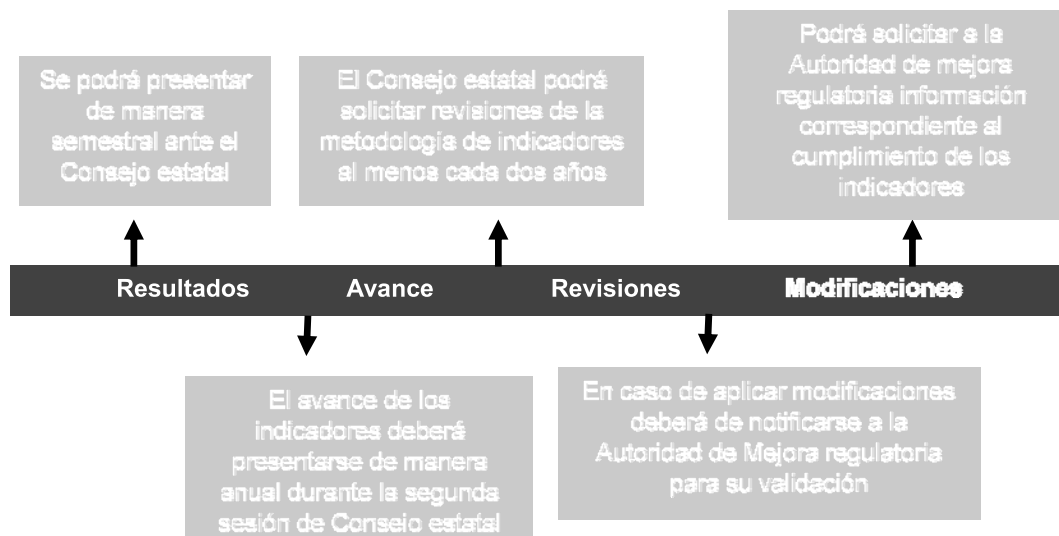 Se podrá presentar
de manera
semestral ante el
Consejo estatal
El Consejo estatal podrá
solicitar revisiones de la
metodología de indicadores
al menos cada dos años
Podrá solicitar a la
Autoridad de mejora
regulatoria información
correspondiente al
cumplimiento de los
indicadores
Resultados Avance Revisiones Modificaciones
El avance de los
indicadores deberá
presentarse de manera
anual durante la segunda
sesión de Consejo estatal
En caso de aplicar modificaciones
deberá de notificarse a la
Autoridad de Mejora regulatoria
para su validación